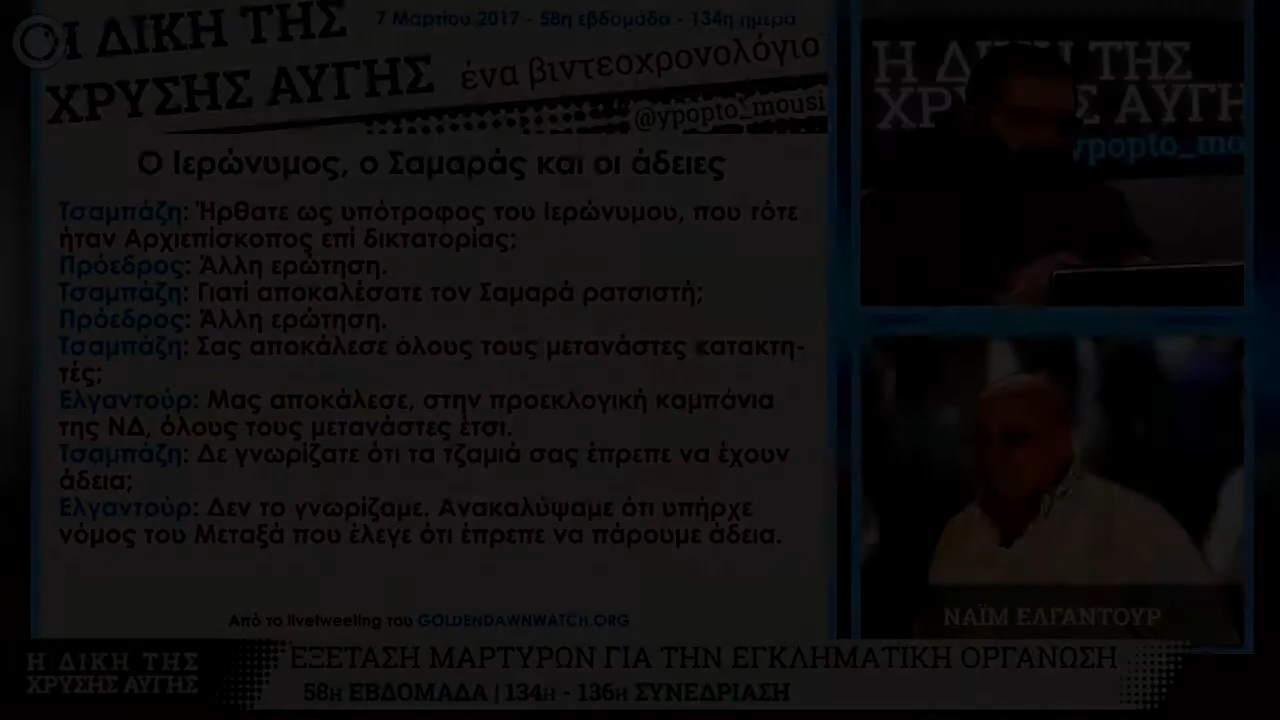 Η ΔΙΚΗ ΤΗΣ
ΧΡΥΣΗΣ ΑΥΓΗΣ
7 Μαρτίου 2017 - 58η εβδομάδα - 134η ημέρα
ένα βιντεοχρονολόγιο
@ypopto_mousi
Ο Ιερώνυμος, ο Σαμαράς και οι άδειες
Τσαμπάζη: Ήρθατε ως υπότροφος του Ιερώνυμου, που τότε
ήταν Αρχιεπίσκοπος επί δικτατορίας;
Πρόεδρος: Άλλη ερώτηση.
Τσαμπάζη: Γιατί αποκαλέσατε τον Σαμαρά ρατσιστή;
Πρόεδρος: Άλλη ερώτηση.
Τσαμπάζη: Σας αποκάλεσε όλους τους μετανάστες κατακτη-
τές;
Ελγαντούρ: Μας αποκάλεσε, στην προεκλογική καμπάνια
της ΝΔ, όλους τους μετανάστες έτσι.
Τσαμπάζη: Δε γνωρίζατε ότι τα τζαμιά σας έπρεπε να έχουν
άδεια;
Ελγαντούρ: Δεν το γνωρίζαμε. Ανακαλύψαμε ότι υπήρχε
νόμος του Μεταξά που έλεγε ότι έπρεπε να πάρουμε άδεια.
Από το livetweeting του GOLDENDAWNWATCH.ORG
Η Δ ΤΗΣ
ΧΡΥ Σ ΑΥΓΗ
ypopto_mo
ΝΑΪΜ ΕΛΓΑΝΤΟΥΡ
Η ΔΙΚΗ ΤΗΣ
ΧΡΥΣΗΣ ΑΥΓΗΣ
ΕΞΕΤΑΣΗ ΜΑΡΤΥΡΩΝ ΓΙΑ ΤΗΝ ΕΓΚΛΗΜΑΤΙΚΗ ΟΡΓΑΝΩΣΗ
58η ΕΒΔΟΜΑΔΑ | 134η - 136η ΣΥΝΕΔΡΙΑΣΗ